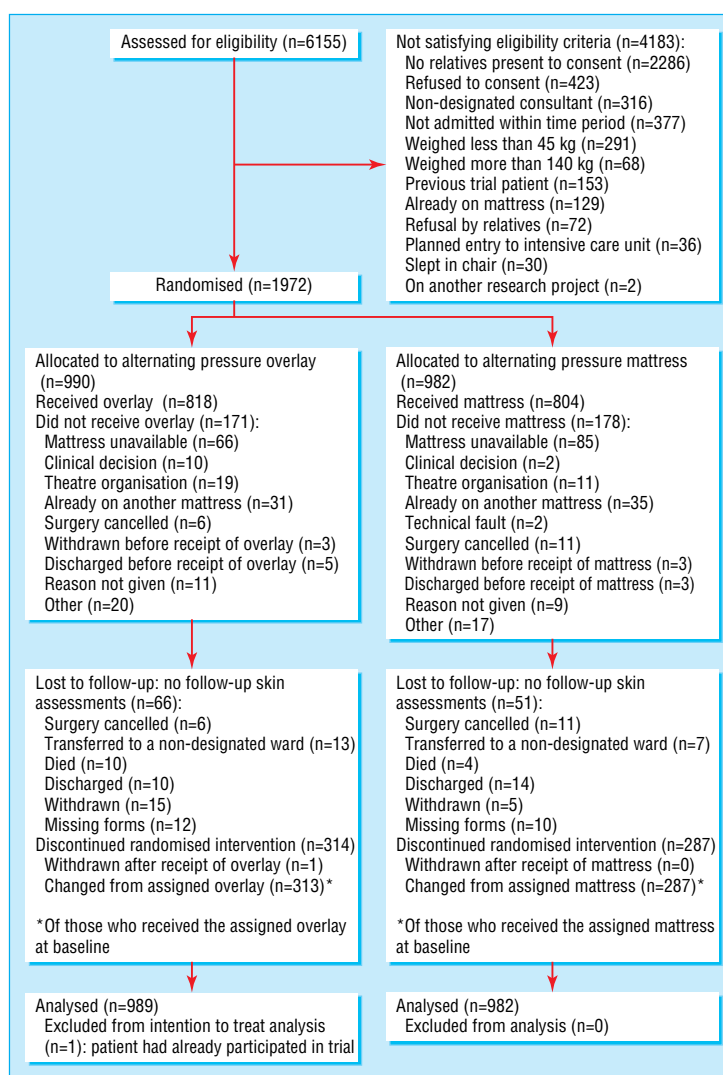 Assessed for eligibility (n=6155)
Not satisfying eligibility criteria (n=4183):
No relatives present to consent (n=2286)
Refused to consent (n=423)
Non-designated consultant (n=316)
Not admitted within time period (n=377)
Weighed less than 45 kg (n=291)
Weighed more than 140 kg (n=68)
Previous trial patient (n=153)
Already on mattress (n=129)
Refusal by relatives (n=72)
Planned entry to intensive care unit (n=36)
Slept in chair (n=30)
On another research project (n=2)
Randomised (n=1972)
Allocated to alternating pressure overlay
(n=990)
Received overlay (n=818)
Did not receive overlay (n=171):
Mattress unavailable (n=66)
Clinical decision (n=10)
Theatre organisation (n=19)
Already on another mattress (n=31)
Surgery cancelled (n=6)
Withdrawn before receipt of overlay (n=3)
Discharged before receipt of overlay (n=5)
Reason not given (n=11)
Other (n=20)
Allocated to alternating pressure mattress
(n=982)
Received mattress (n=804)
Did not receive mattress (n=178):
Mattress unavailable (n=85)
Clinical decision (n=2)
Theatre organisation (n=11)
Already on another mattress (n=35)
Technical fault (n=2)
Surgery cancelled (n=11)
Withdrawn before receipt of mattress (n=3)
Discharged before receipt of mattress (n=3)
Reason not given (n=9)
Other (n=17)
Lost to follow-up: no follow-up skin
assessments (n=66):
Surgery cancelled (n=6)
Transferred to a non-designated ward (n=13)
Died (n=10)
Discharged (n=10)
Withdrawn (n=15)
Missing forms (n=12)
Discontinued randomised intervention (n=314)
Withdrawn after receipt of overlay (n=1)
Changed from assigned overlay (n=313)*
*Of those who received the assigned overlay
at baseline
Lost to follow-up: no follow-up skin
assessments (n=51):
Surgery cancelled (n=11)
Transferred to a non-designated ward (n=7)
Died (n=4)
Discharged (n=14)
Withdrawn (n=5)
Missing forms (n=10)
Discontinued randomised intervention (n=287)
Withdrawn after receipt of mattress (n=0)
Changed from assigned mattress (n=287)*
*Of those who received the assigned mattress
at baseline
Analysed (n=989)
Excluded from intention to treat analysis
(n=1): patient had already participated in trial
Analysed (n=982)
Excluded from analysis (n=0)